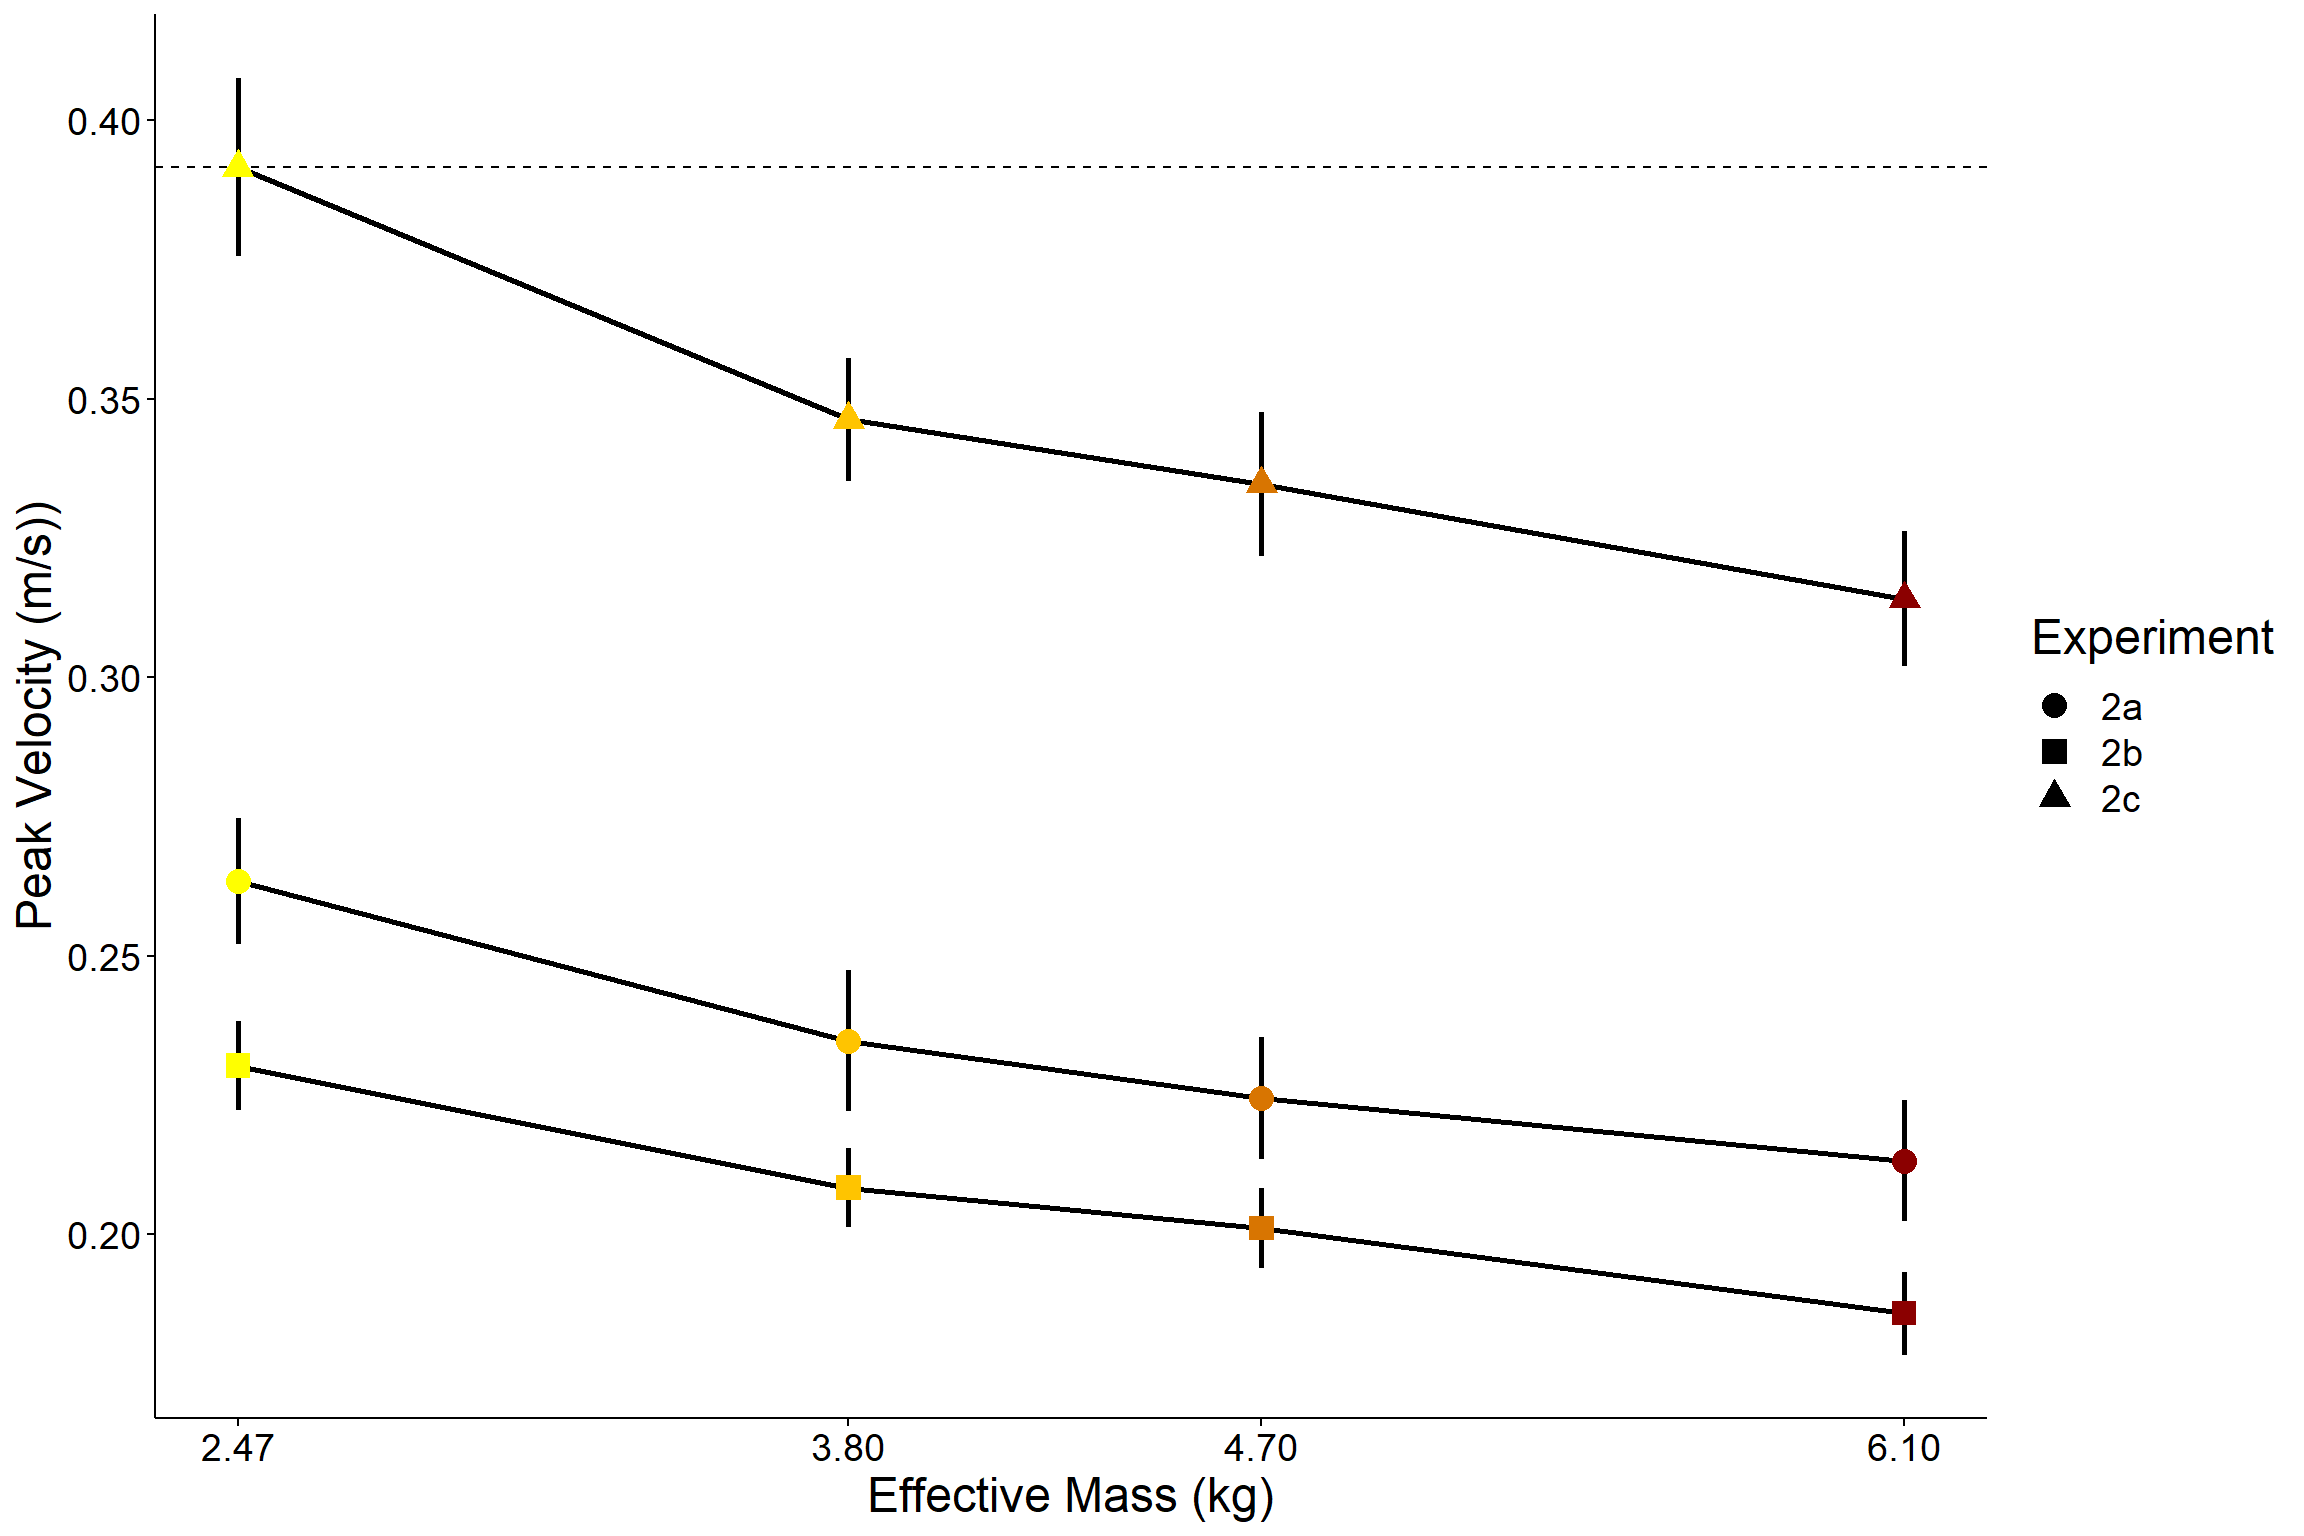 Peak Velocity (m/s))
0.40
0.35
0.30
0.25
0.20
2.47 3.80 4.70 6.10
Effective Mass (kg)
Experiment
2a
2b
2c